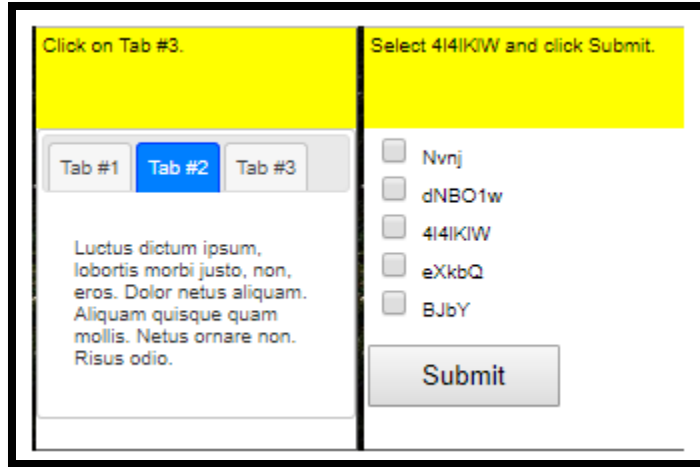 Click on Tab #3.
Tab #1 Tab #2 Tab #3
Luctus dictum ipsum,
lobortis morbi justo, non,
eros. Dolor netus aliquam.
Aliquam quisque quam
mollis. Netus ornare non.
Risus odio.
Select 4I4IKIW and click Submit.
Nvnj
dNBO1w
4I4IKIW
eXkbQ
BJbY
Submit